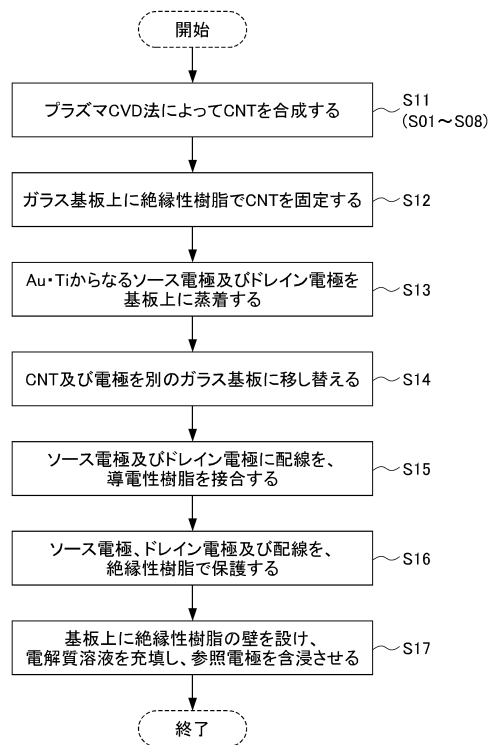 開始
プラズマCVD法によってCNTを合成する
S11
(S01～S08)
ガラス基板上に絶縁性樹脂でCNTを固定する
S12
Au・Tiからなるソース電極及びドレイン電極を
基板上に蒸着する
S13
CNT及び電極を別のガラス基板に移し替える
S14
ソース電極及びドレイン電極に配線を、
導電性樹脂を接合する
S15
ソース電極、ドレイン電極及び配線を、
絶縁性樹脂で保護する
S16
基板上に絶縁性樹脂の壁を設け、
電解質溶液を充填し、参照電極を含浸させる
S17
終了